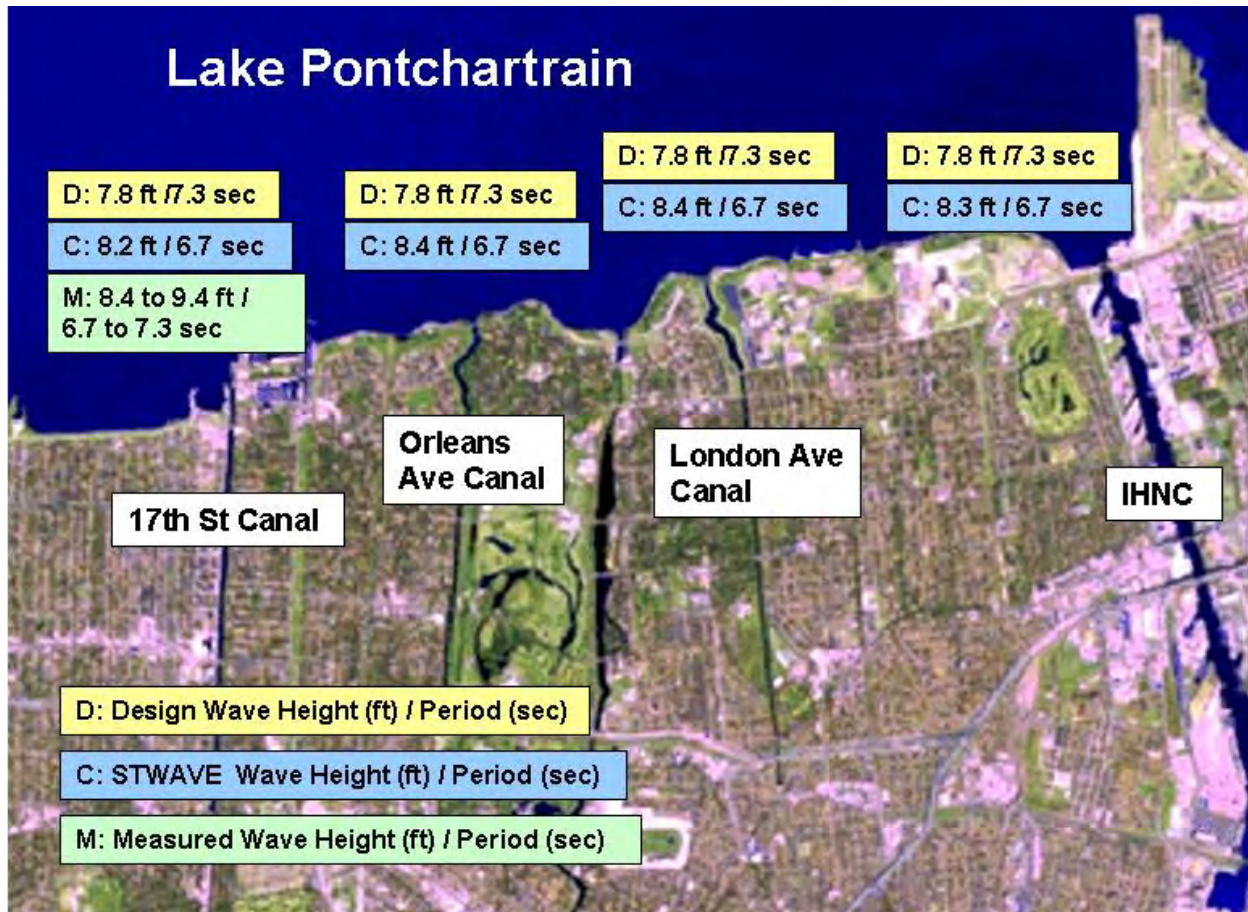 Lake Pontchartrain
D: 7.8 ft /7.3 sec
C: 8.2 ft / 6.7 sec
M: 8.4 to 9.4 ft /
6.7 to 7.3 sec
D: 7.8 ft /7.3 sec
C: 8.4 ft / 6.7 sec
D: 7.8 ft /7.3 sec
C: 8.4 ft / 6.7 sec
D: 7.8 ft /7.3 sec
C: 8.3 ft / 6.7 sec
17th St Canal
Orleans
Ave Canal
London Ave
Canal
IHNC
D: Design Wave Height (ft) / Period (sec)
C: STWAVE Wave Height (ft) / Period (sec)
M: Measured Wave Height (ft) / Period (sec)